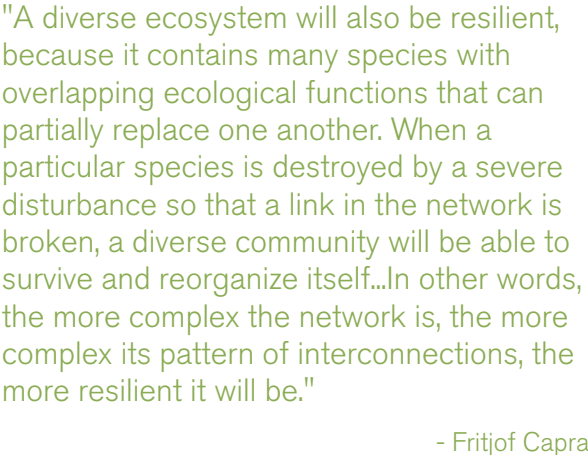 "A diverse ecosystem will also be resilient,
because it contains many species with
overlapping ecological functions that can
partially replace one another. When a
particular species is destroyed by a severe
disturbance so that a link in the network is
broken, a diverse community will be able to
survive and reorganize itself...In other words,
the more complex the network is, the more
complex its pattern of interconnections, the
more resilient it will be."
- Fritjof Capra